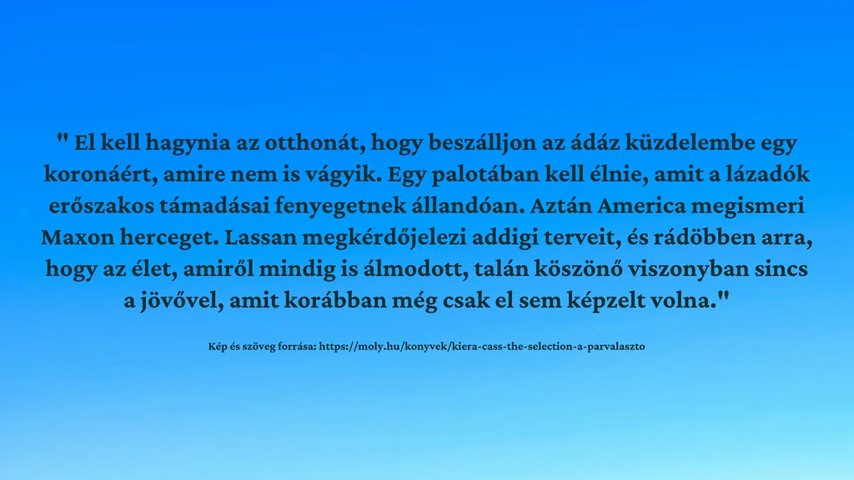 " El kell hagynia az otthonát, hogy beszálljon az ádáz küzdelembe egy
koronáért, amire nem is vágyik. Egy palotában kell élnie, amit a lázadók
erőszakos támadásai fenyegetnek állandóan. Aztán America megismeri
Maxon herceget. Lassan megkérdőjelezi addigi terveit, és rádöbben arra,
hogy az élet, amiről mindig is álmodott, talán köszönő viszonyban sincs
a jövővel, amit korábban még csak el sem képzelt volna."
Kép és szöveg forrása: https://moly.hu/konyvek/kiera-cass-the-selection-a-parvalaszto